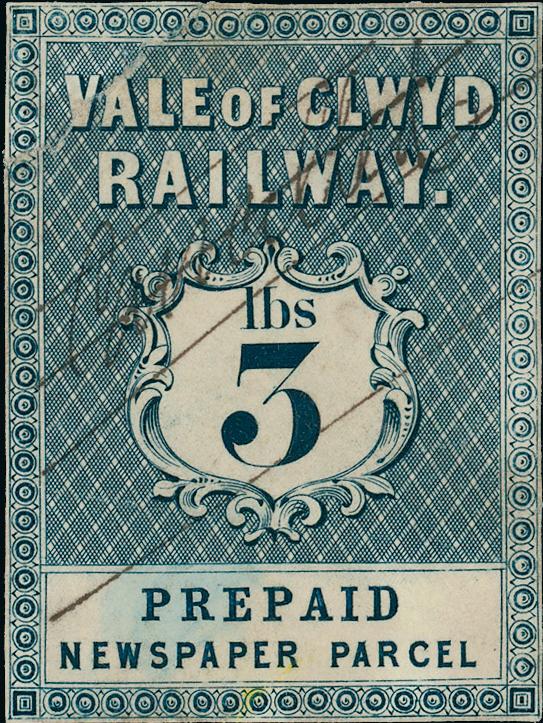 VALE OF CLWYD
RAILWAY.
lbs
3
PREPAID
NEWSPAPER PARCEL